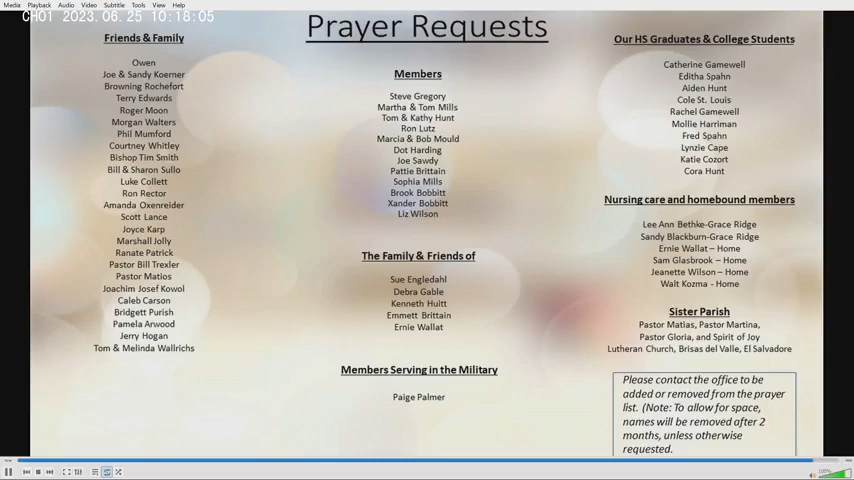 Media Playback Audio Video Subtitle Tools View Help
CH01 2023.06.25 10:18:05
Prayer Requests
Friends & Family
Owen
Joe & Sandy Koerner
Browning Rochefort
Terry Edwards
Roger Moon
Morgan Walters
Phil Mumford
Courtney Whitley
Bishop Tim Smith
Bill & Sharon Sullo
Luke Collett
Ron Rector
Amanda Oxenreider
Scott Lance
Joyce Karp
Marshall Jolly
Ranate Patrick
Pastor Bill Trexler
Pastor Matios
Joachim Josef Kowol
Caleb Carson
Bridgett Purish
Pamela Arwood
Jerry Hogan
Tom & Melinda Wallrichs
Members
Steve Gregory
Martha & Tom Mills
Tom & Kathy Hunt
Ron Lutz
Marcia & Bob Mould
Dot Harding
Joe Sawdy
Pattie Brittain
Sophia Mills
Brook Bobbitt
Xander Bobbitt
Liz Wilson
The Family & Friends of
Sue Engledahl
Debra Gable
Kenneth Huitt
Emmett Brittain
Ernie Wallat
Members Serving in the Military
Paige Palmer
Our HS Graduates & College Students
Catherine Gamewell
Editha Spahn
Aiden Hunt
Cole St. Louis
Rachel Gamewell
Mollie Harriman
Fred Spahn
Lynzie Cape
Katie Cozort
Cora Hunt
Nursing care and homebound members
Lee Ann Bethke-Grace Ridge
Sandy Blackburn-Grace Ridge
Ernie Wallat – Home
Sam Glasbrook – Home
Jeanette Wilson – Home
Walt Kozma - Home
Sister Parish
Pastor Matias, Pastor Martina,
Pastor Gloria, and Spirit of Joy
Lutheran Church, Brisas del Valle, El Salvadore
Please contact the office to be
added or removed from the prayer
list. (Note: To allow for space,
names will be removed after 2
months, unless otherwise
requested.
100%